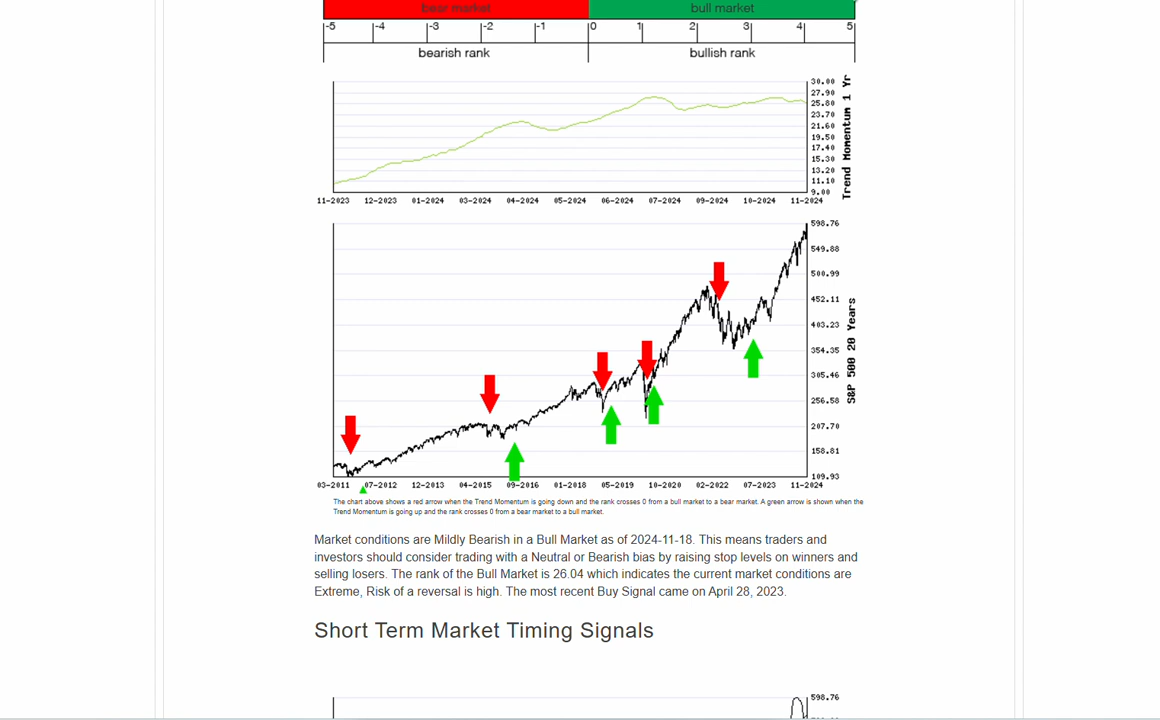 bear market bull market
-5 -4 -3 -2 -1 0 1 2 3 4 5
bearish rank bullish rank
30.00
27.90
25.80
23.70
21.60
19.50
17.40
15.30
13.20
11.10
9.00
Trend Momentum 1 Yr
11-2023 12-2023 01-2024 03-2024 04-2024 05-2024 06-2024 07-2024 09-2024 10-2024 11-2024
598.76
549.88
500.99
452.11
403.23
354.35
305.46
256.58
207.70
158.81
109.93
S&P 500 20 Years
03-2011 07-2012 12-2013 04-2015 09-2016 01-2018 05-2019 10-2020 02-2022 07-2023 11-2024
The chart above shows a red arrow when the Trend Momentum is going down and the rank crosses 0 from a bull market to a bear market. A green arrow is shown when the
Trend Momentum is going up and the rank crosses 0 from a bear market to a bull market.
Market conditions are Mildly Bearish in a Bull Market as of 2024-11-18. This means traders and
investors should consider trading with a Neutral or Bearish bias by raising stop levels on winners and
selling losers. The rank of the Bull Market is 26.04 which indicates the current market conditions are
Extreme, Risk of a reversal is high. The most recent Buy Signal came on April 28, 2023.
Short Term Market Timing Signals
598.76